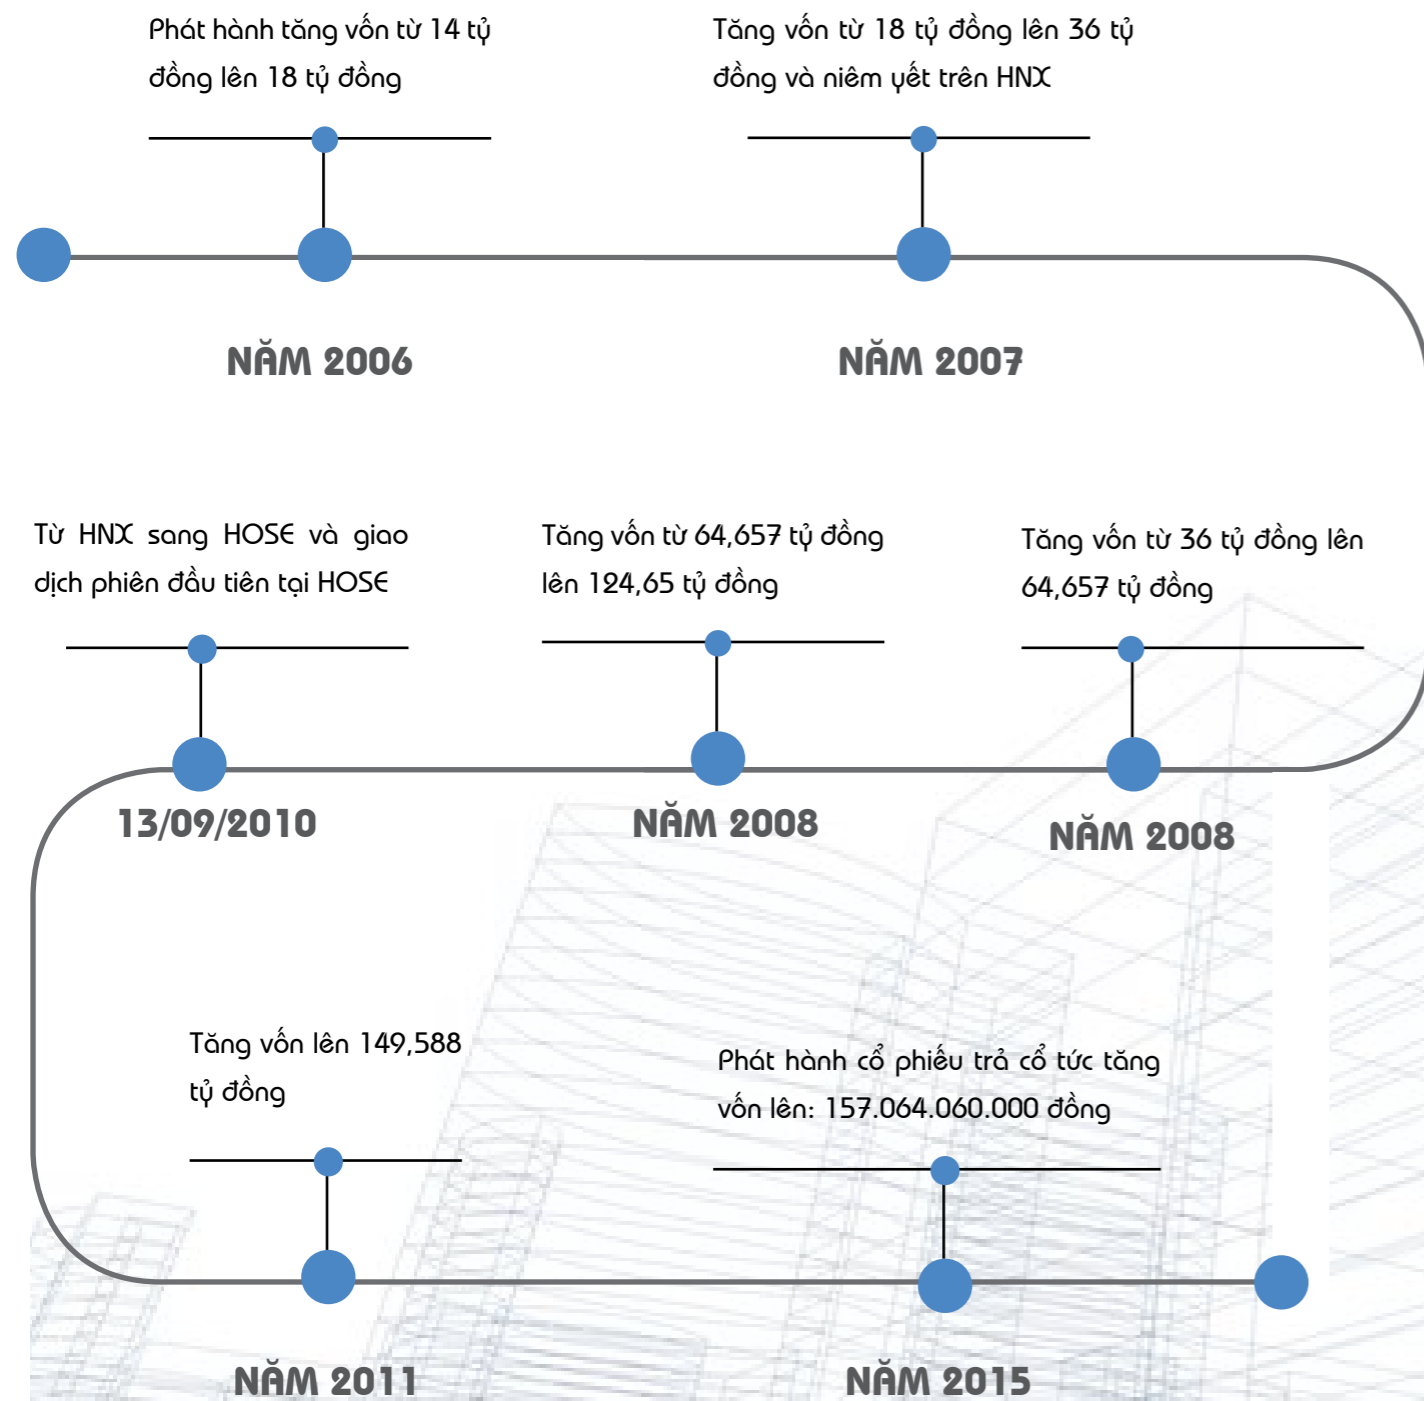 Phát hành tăng vốn từ 14 tỷ
đồng lên 18 tỷ đồng
NĂM 2006
Tăng vốn từ 18 tỷ đồng lên 36 tỷ
đồng và niêm yết trên HNX
NĂM 2007
Tăng vốn từ 36 tỷ đồng lên
64,657 tỷ đồng
NĂM 2008
Tăng vốn từ 64,657 tỷ đồng
lên 124,65 tỷ đồng
NĂM 2008
Từ HNX sang HOSE và giao
dịch phiên đầu tiên tại HOSE
13/09/2010
Tăng vốn lên 149,588
tỷ đồng
NĂM 2011
Phát hành cổ phiếu trả cổ tức tăng
vốn lên: 157.064.060.000 đồng
NĂM 2015